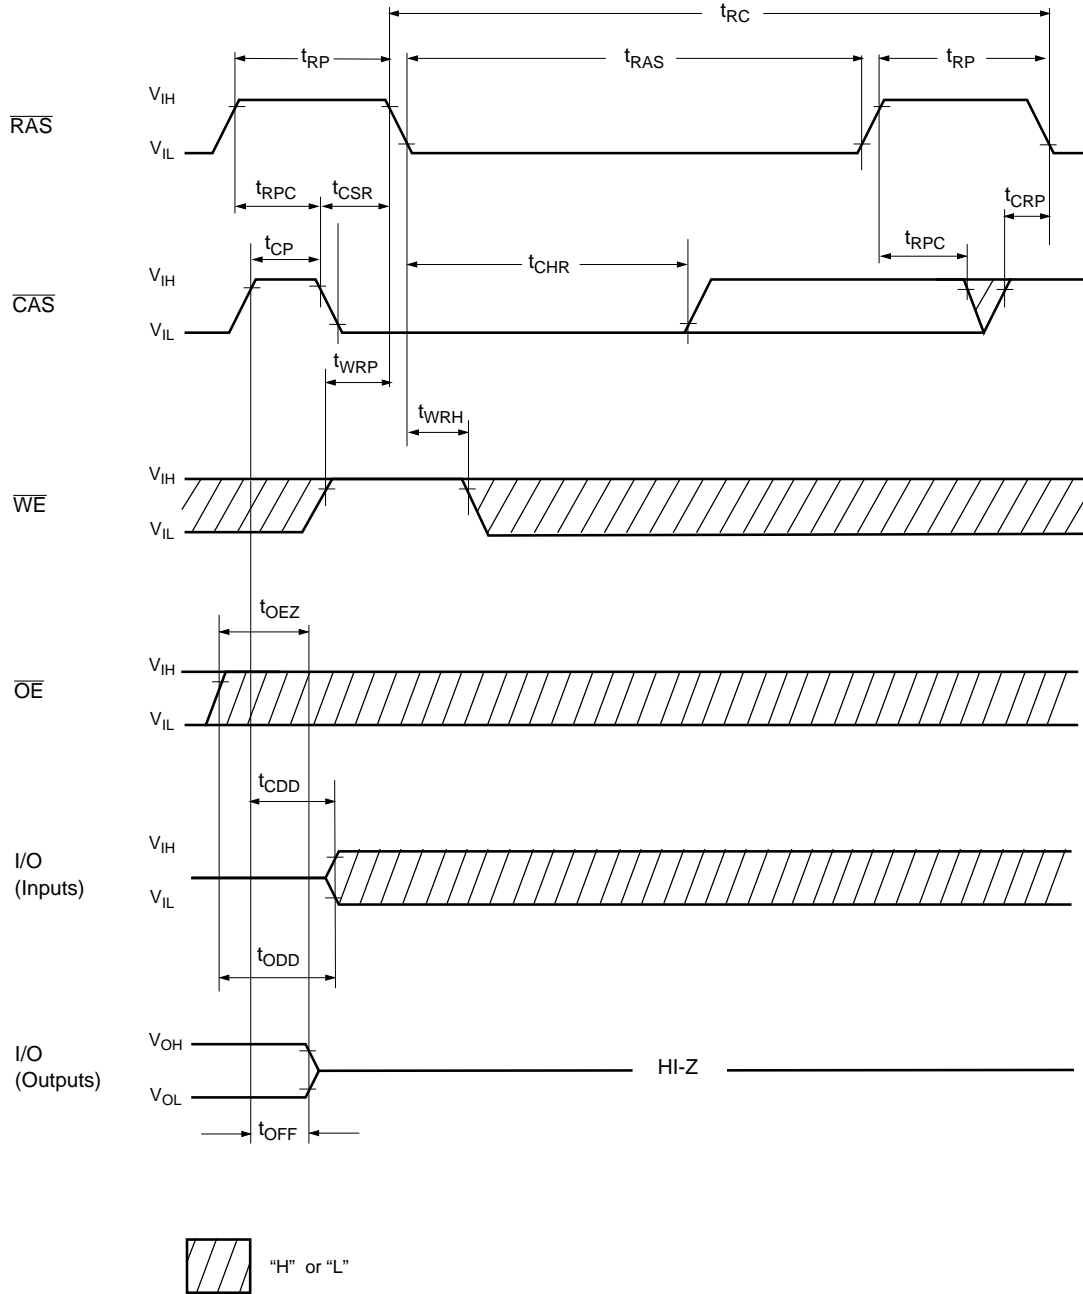 tRC
tRP
tRAS
tRP
VIH
RAS
VIL
tRPC
tCSR
tCRP
tCP
tRPC
tCHR
VIH
CAS
VIL
tWRP
tWRH
VIH
WE
VIL
tOEZ
VIH
OE
VIL
tCDD
VIH
I/O
(Inputs)
VIL
tODD
VOH
I/O
(Outputs)
HI-Z
VOL
tOFF
“H” or “L”